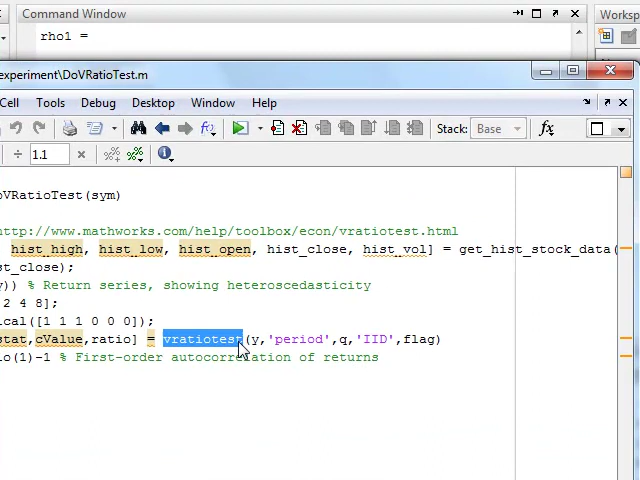 Command Window
Workspa
rho1 =
experiment\DoVRatioTest.m
Cell Tools Debug Desktop Window Help
Stack: Base
÷ 1.1 ×
oVRatioTest(sym)
http://www.mathworks.com/help/toolbox/econ/vratiotest.html
hist_high, hist_low, hist_open, hist_close, hist_vol] = get_hist_stock_data(
st_close);
y)) % Return series, showing heteroscedasticity
2 4 8];
ical([1 1 1 0 0 0]);
stat,cValue,ratio] = vratiotest(y,'period',q,'IID',flag)
io(1)-1 % First-order autocorrelation of returns